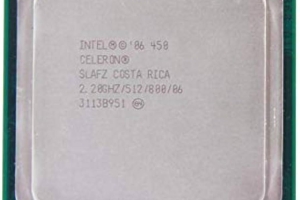 INTEL® ©'06 450
CELERON®
SLAFZ COSTA RICA
2.20GHZ/512/800/06
3113B951